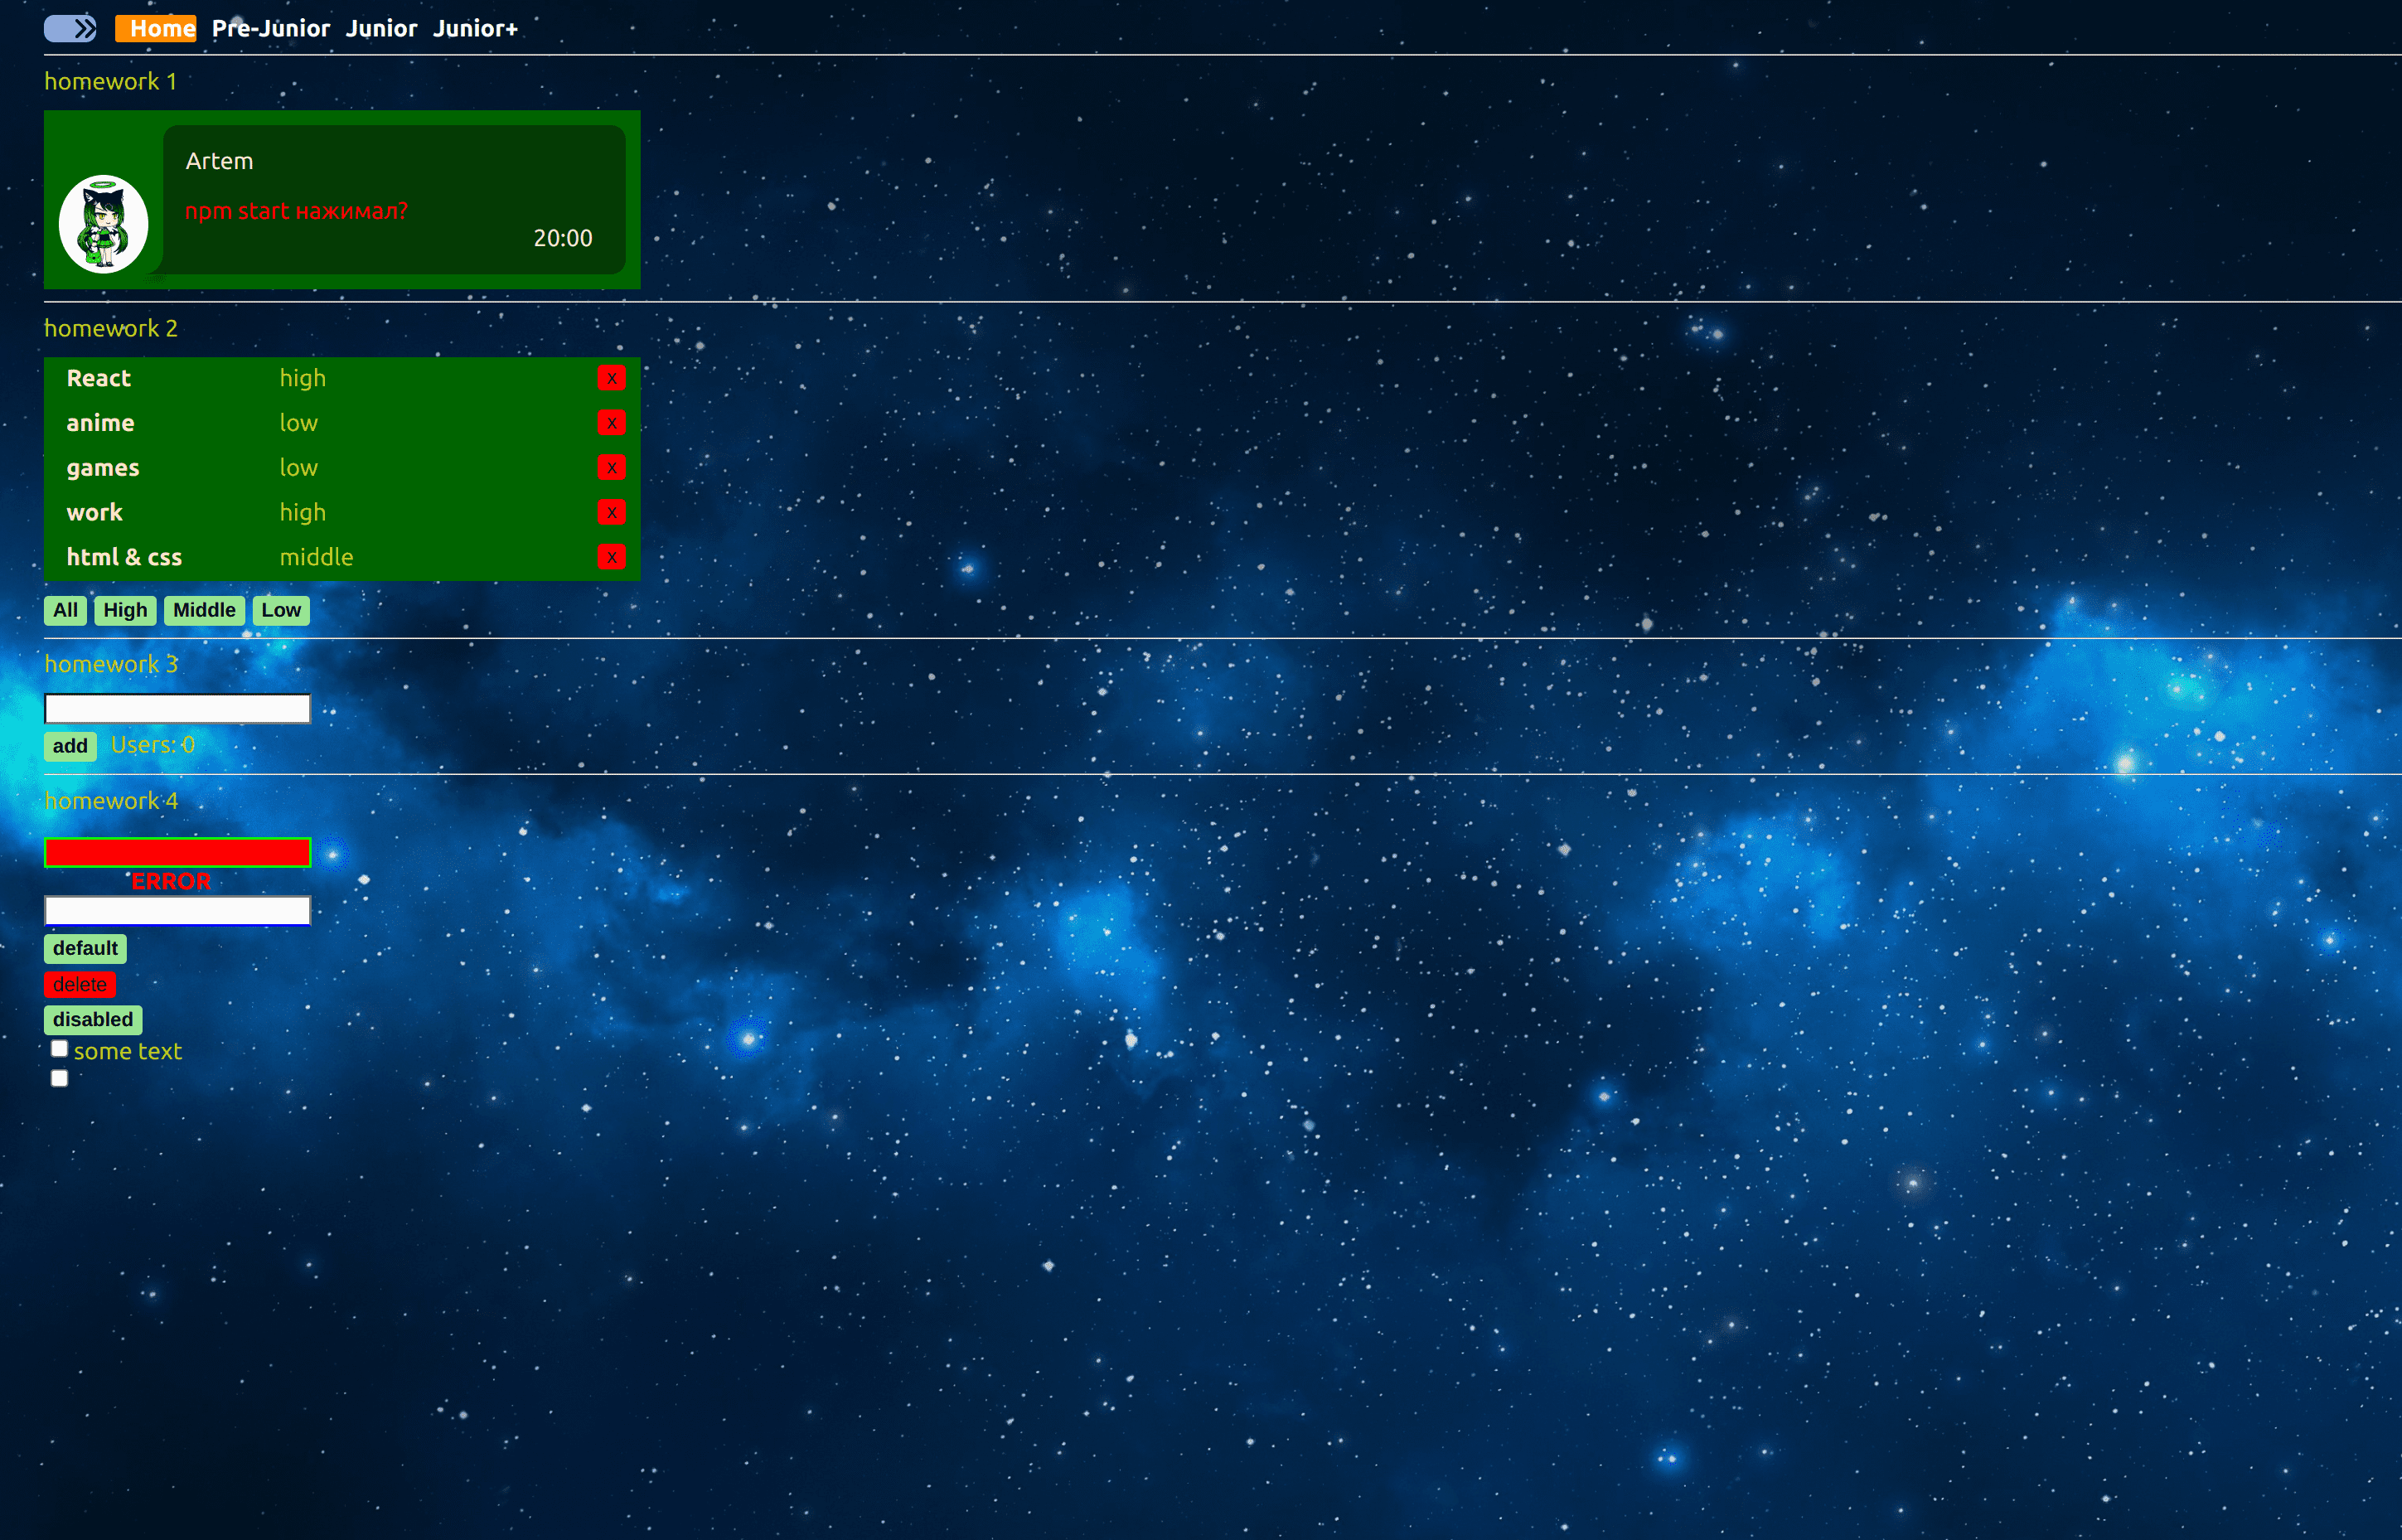 Home Pre-Junior Junior Junior+
homework 1
Artem
npm start нажимал?
20:00
homework 2
React high X
anime low X
games low X
work high X
html & css middle X
All High Middle Low
homework 3
add Users: 0
homework 4
ERROR
default
delete
disabled
some text